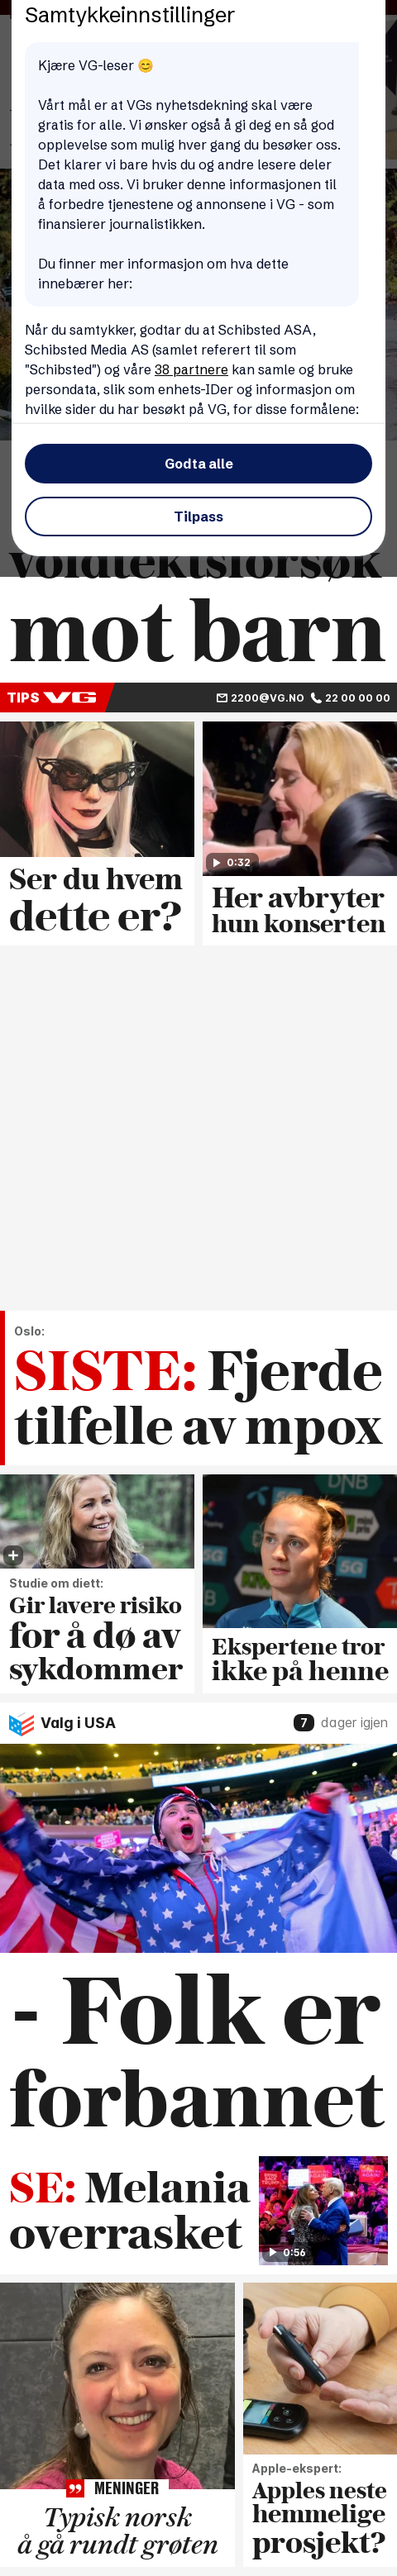 Samtykkeinnstillinger
Kjære VG-leser 😊
Vårt mål er at VGs nyhetsdekning skal være
gratis for alle. Vi ønsker også å gi deg en så god
opplevelse som mulig hver gang du besøker oss.
Det klarer vi bare hvis du og andre lesere deler
data med oss. Vi bruker denne informasjonen til
å forbedre tjenestene og annonsene i VG - som
finansierer journalistikken.
Du finner mer informasjon om hva dette
innebærer her:
Når du samtykker, godtar du at Schibsted ASA,
Schibsted Media AS (samlet referert til som
"Schibsted") og våre 38 partnere kan samle og bruke
persondata, slik som enhets-IDer og informasjon om
hvilke sider du har besøkt på VG, for disse formålene:
Godta alle
Tilpass
voldtektsforsøk
mot barn
TIPS VG 2200@VG.NO 22 00 00 00
0:32
Ser du hvem
dette er?
Her avbryter
hun konserten
Oslo:
SISTE: Fjerde
tilfelle av mpox
Studie om diett:
Gir lavere risiko
for å dø av
sykdommer
DNB
5G
5G
Ekspertene tror
ikke på henne
Valg i USA 7 dager igjen
- Folk er
forbannet
SE: Melania
overrasket
0:56
MENINGER
Typisk norsk
å gå rundt grøten
Apple-ekspert:
Apples neste
hemmelige
prosjekt?